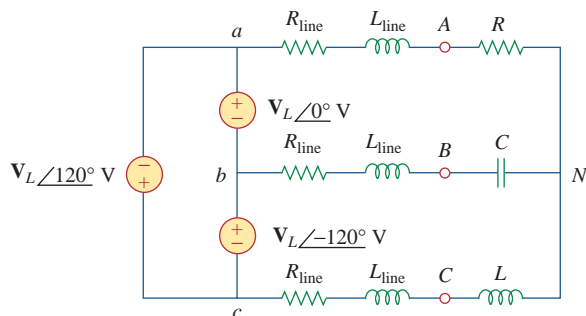 a R_line L_line A R
+
− V_L∠0° V
R_line L_line B C
V_L∠120° V − + b N
+
− V_L∠−120° V
R_line L_line C L
c